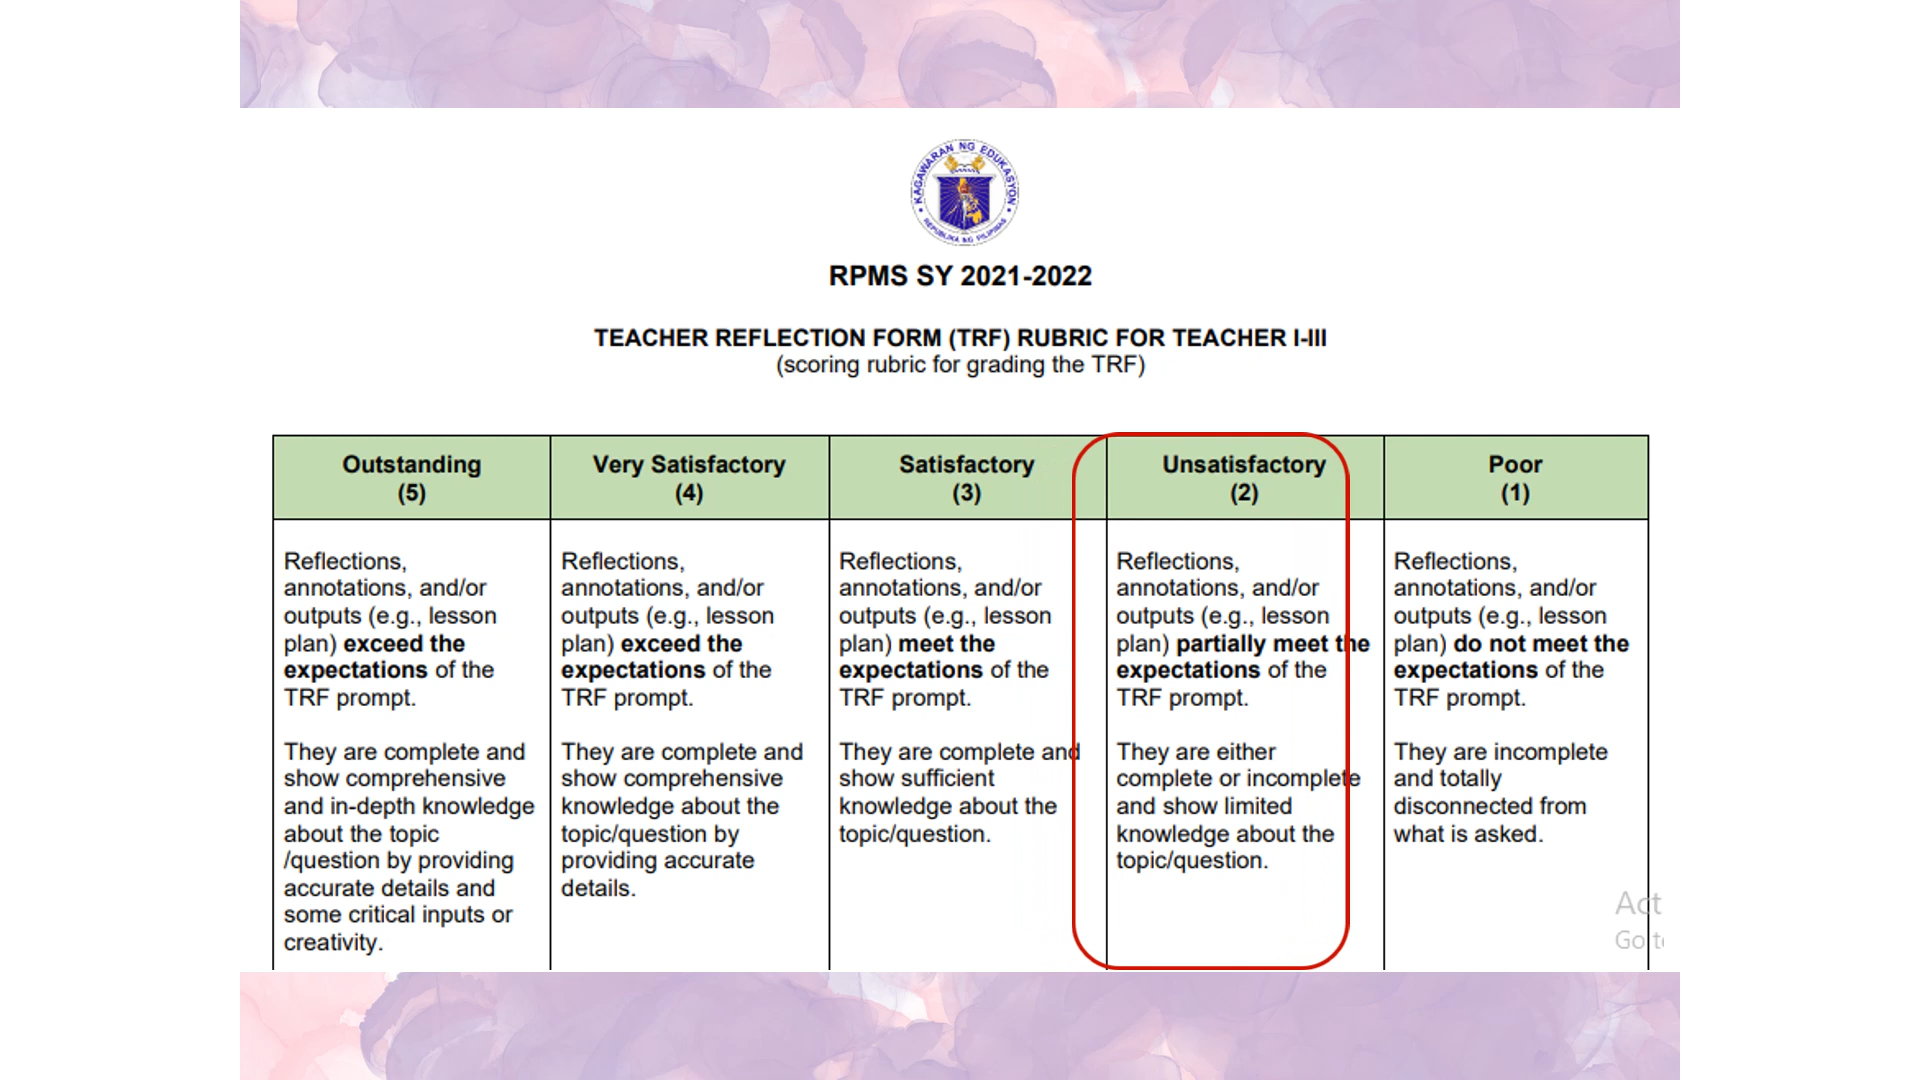 KAGAWARAN NG EDUKASYON
REPUBLIKA NG PILIPINAS
RPMS SY 2021-2022
TEACHER REFLECTION FORM (TRF) RUBRIC FOR TEACHER I-III
(scoring rubric for grading the TRF)
Outstanding
(5)
Very Satisfactory
(4)
Satisfactory
(3)
Unsatisfactory
(2)
Poor
(1)
Reflections,
annotations, and/or
outputs (e.g., lesson
plan) exceed the
expectations of the
TRF prompt.
They are complete and
show comprehensive
and in-depth knowledge
about the topic
/question by providing
accurate details and
some critical inputs or
creativity.
Reflections,
annotations, and/or
outputs (e.g., lesson
plan) exceed the
expectations of the
TRF prompt.
They are complete and
show comprehensive
knowledge about the
topic/question by
providing accurate
details.
Reflections,
annotations, and/or
outputs (e.g., lesson
plan) meet the
expectations of the
TRF prompt.
They are complete and
show sufficient
knowledge about the
topic/question.
Reflections,
annotations, and/or
outputs (e.g., lesson
plan) partially meet the
expectations of the
TRF prompt.
They are either
complete or incomplete
and show limited
knowledge about the
topic/question.
Reflections,
annotations, and/or
outputs (e.g., lesson
plan) do not meet the
expectations of the
TRF prompt.
They are incomplete
and totally
disconnected from
what is asked.
Act
Go t